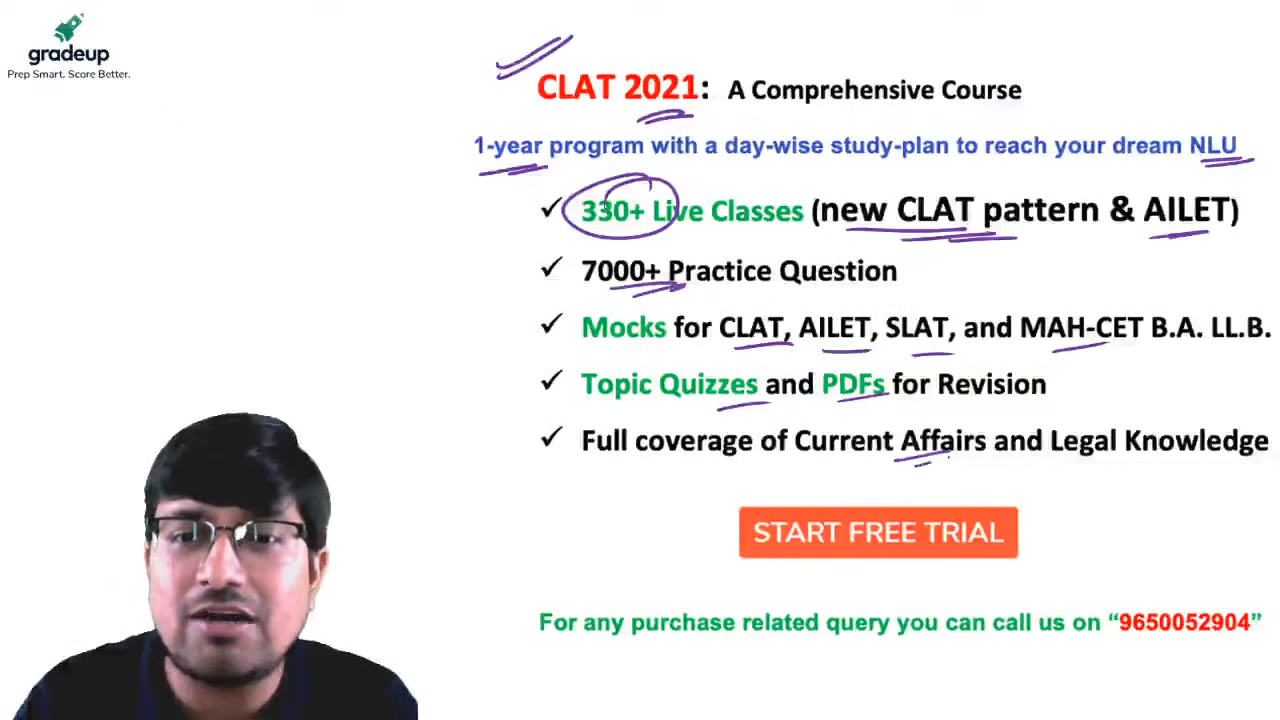 gradeup
Prep Smart. Score Better.
CLAT 2021: A Comprehensive Course
1-year program with a day-wise study-plan to reach your dream NLU
✓ 330+ Live Classes (new CLAT pattern & AILET)
✓ 7000+ Practice Question
✓ Mocks for CLAT, AILET, SLAT, and MAH-CET B.A. LL.B.
✓ Topic Quizzes and PDFs for Revision
✓ Full coverage of Current Affairs and Legal Knowledge
START FREE TRIAL
For any purchase related query you can call us on “9650052904”